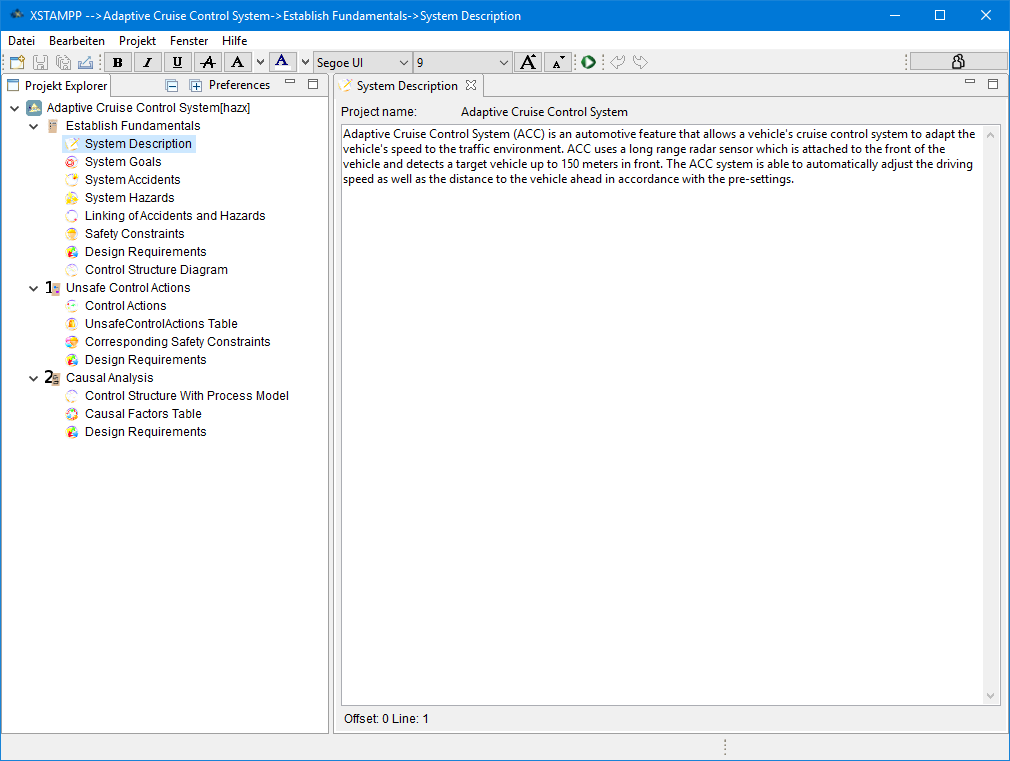 XSTAMPP -->Adaptive Cruise Control System->Establish Fundamentals->System Description
Datei Bearbeiten Projekt Fenster Hilfe
B I U A A A Segoe UI 9 A A
Projekt Explorer Preferences
Adaptive Cruise Control System[hazx]
Establish Fundamentals
System Description
System Goals
System Accidents
System Hazards
Linking of Accidents and Hazards
Safety Constraints
Design Requirements
Control Structure Diagram
1 Unsafe Control Actions
Control Actions
UnsafeControlActions Table
Corresponding Safety Constraints
Design Requirements
2 Causal Analysis
Control Structure With Process Model
Causal Factors Table
Design Requirements
System Description
Project name: Adaptive Cruise Control System
Adaptive Cruise Control System (ACC) is an automotive feature that allows a vehicle's cruise control system to adapt the
vehicle's speed to the traffic environment. ACC uses a long range radar sensor which is attached to the front of the
vehicle and detects a target vehicle up to 150 meters in front. The ACC system is able to automatically adjust the driving
speed as well as the distance to the vehicle ahead in accordance with the pre-settings.
Offset: 0 Line: 1